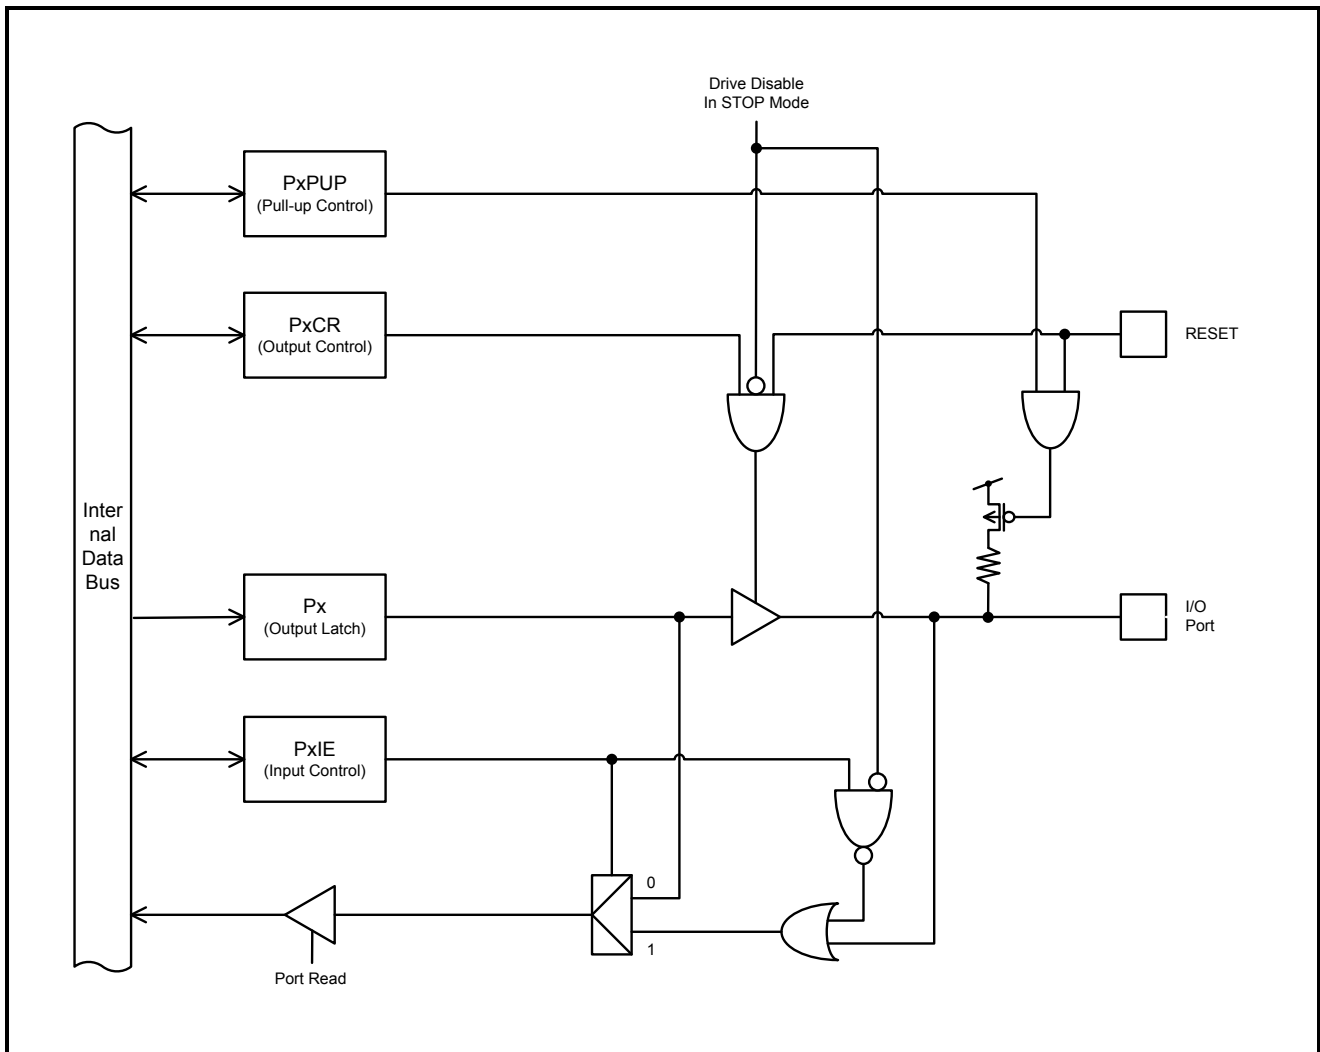 Drive Disable
In STOP Mode
PxPUP
(Pull-up Control)
PxCR
(Output Control)
RESET
Inter
nal
Data
Bus
Px
(Output Latch)
I/O
Port
PxIE
(Input Control)
0
1
Port Read